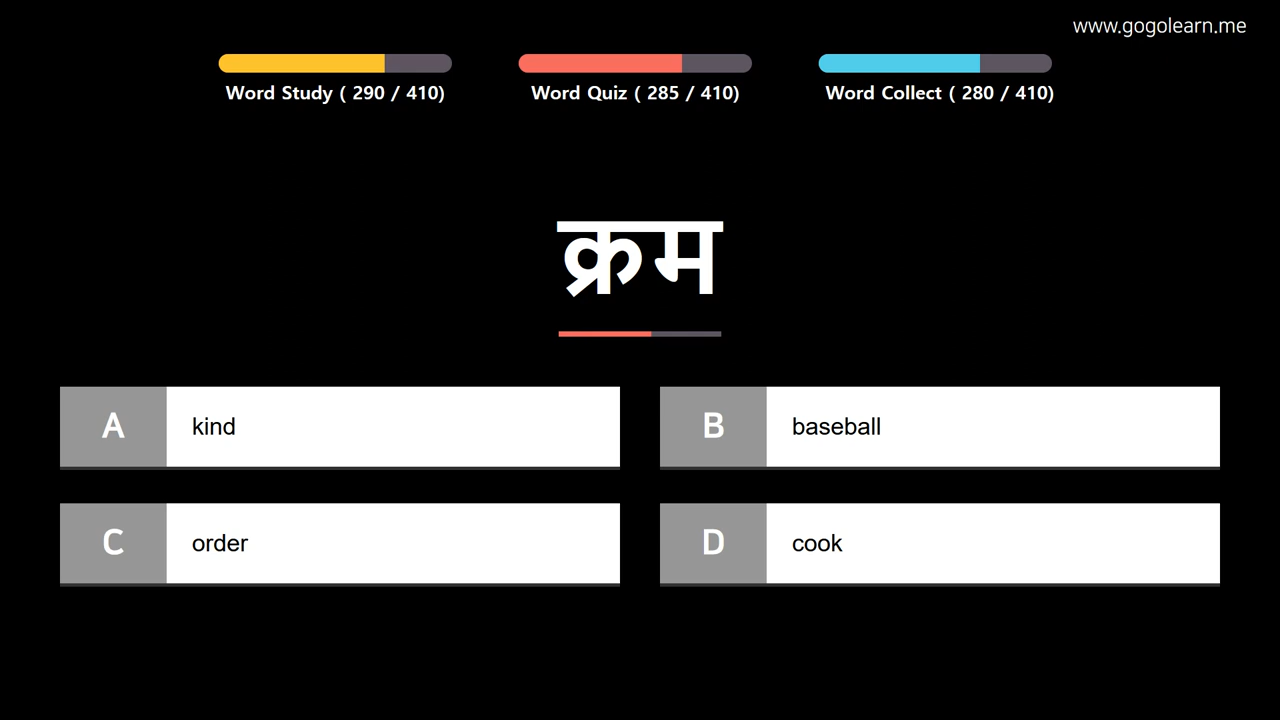 www.gogolearn.me
Word Study ( 290 / 410)
Word Quiz ( 285 / 410)
Word Collect ( 280 / 410)
क्रम
A kind
B baseball
C order
D cook